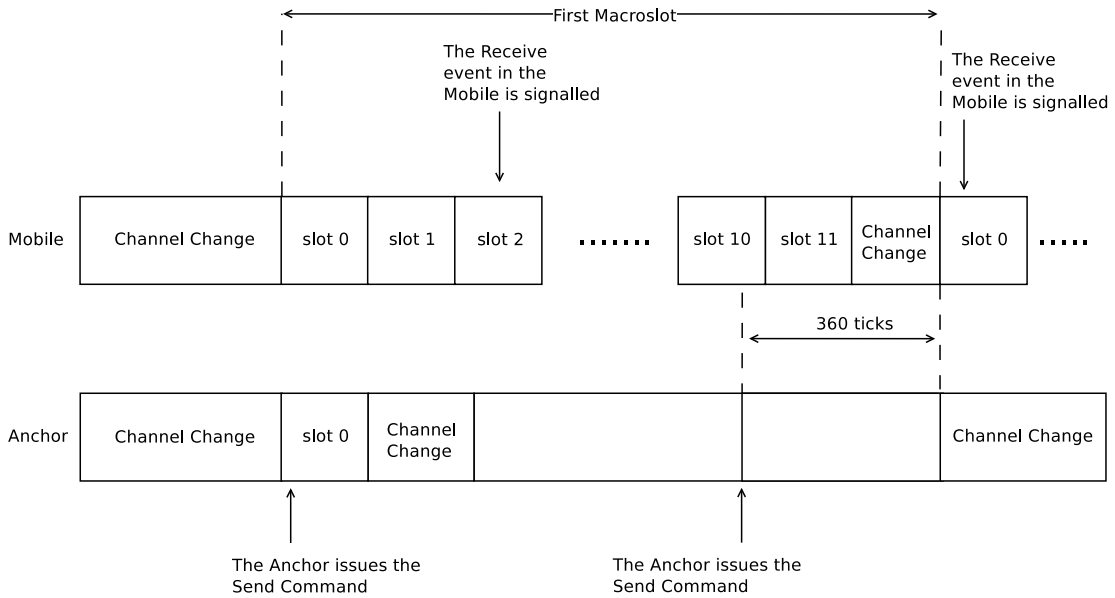 First Macroslot
The Receive
event in the
Mobile is signalled
The Receive
event in the
Mobile is signalled
Mobile
Channel Change
slot 0
slot 1
slot 2
slot 10
slot 11
Channel
Change
slot 0
360 ticks
Anchor
Channel Change
slot 0
Channel
Change
Channel Change
The Anchor issues the
Send Command
The Anchor issues the
Send Command